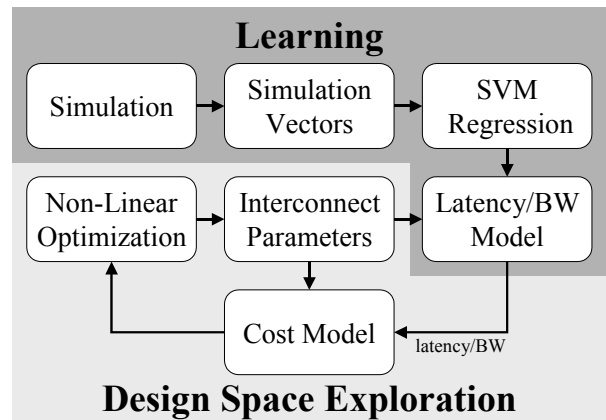 Learning
Simulation
Simulation
Vectors
SVM
Regression
Non-Linear
Optimization
Interconnect
Parameters
Latency/BW
Model
Cost Model
latency/BW
Design Space Exploration